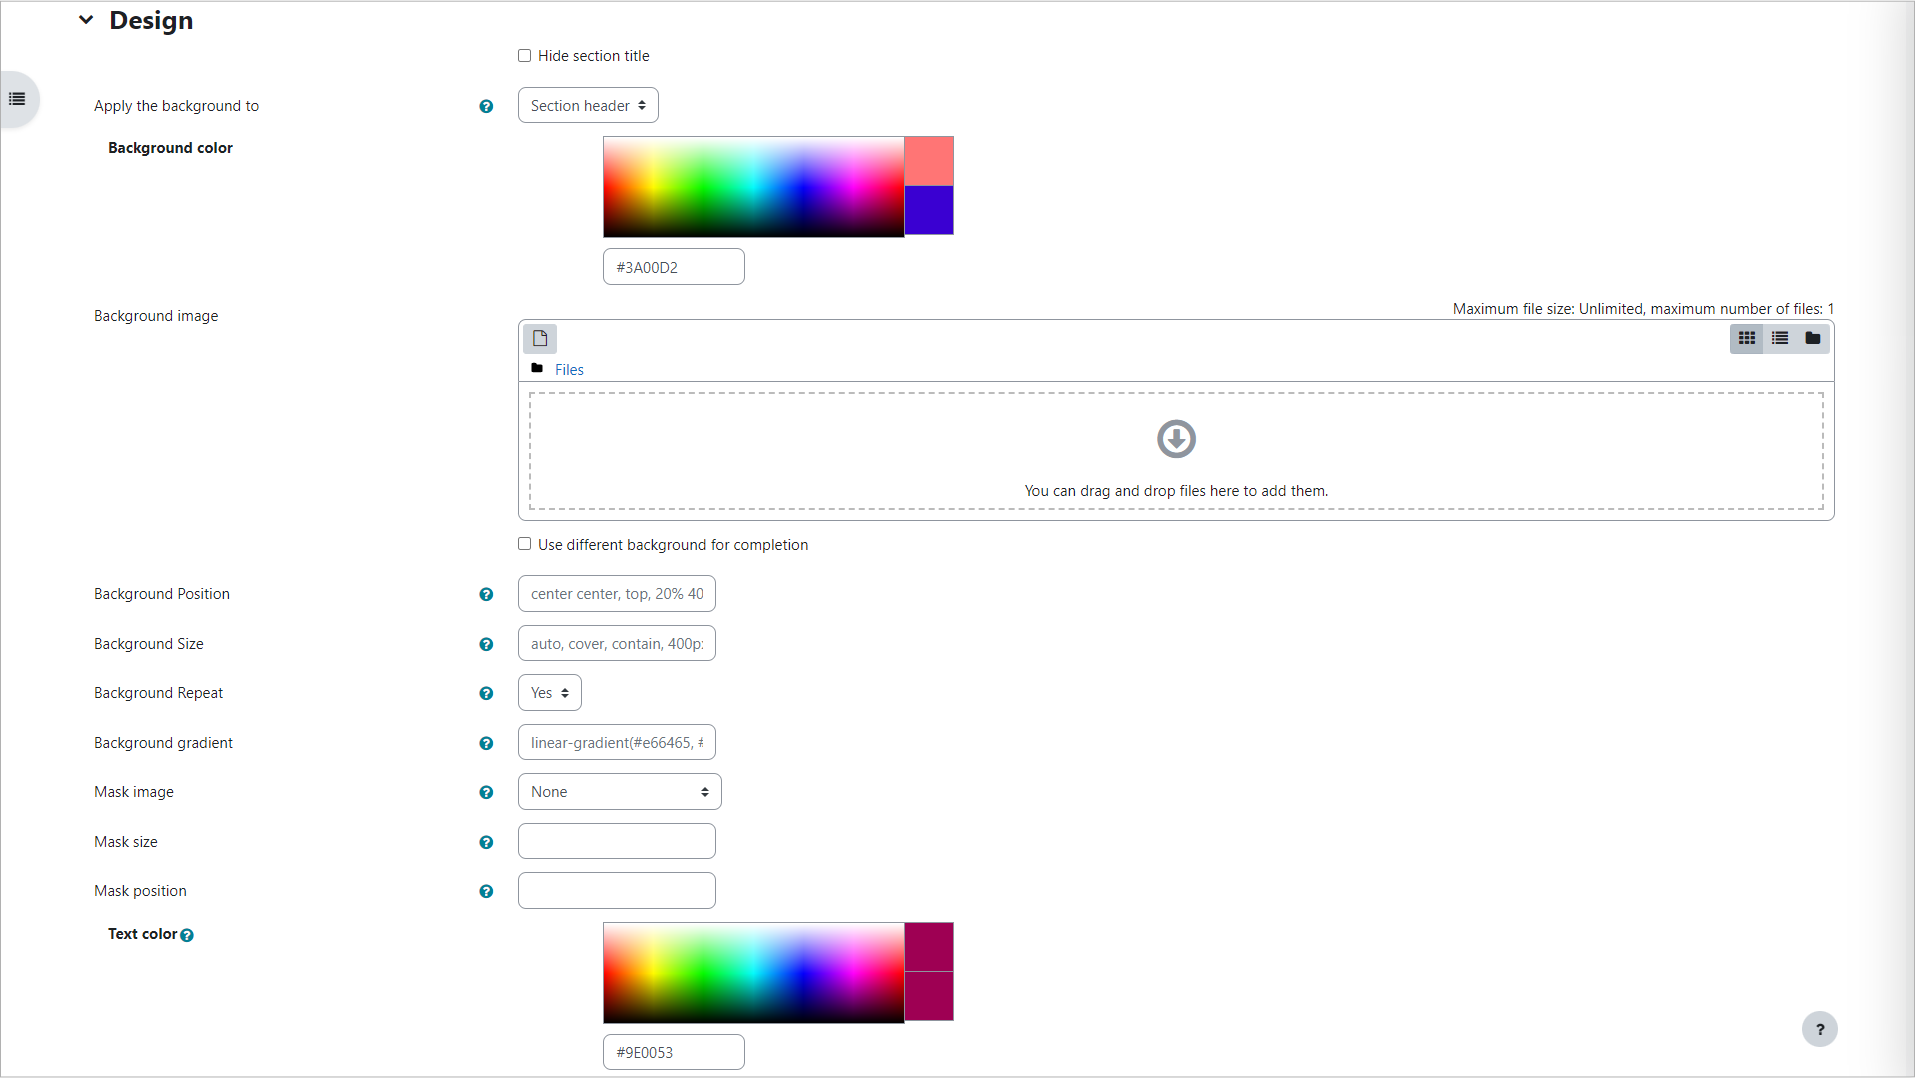 Design
Hide section title
Apply the background to
Section header
Background color
#3A00D2
Background image
Maximum file size: Unlimited, maximum number of files: 1
Files
You can drag and drop files here to add them.
Use different background for completion
Background Position
center center, top, 20% 40
Background Size
auto, cover, contain, 400p
Background Repeat
Yes
Background gradient
linear-gradient(#e66465, #
Mask image
None
Mask size
Mask position
Text color
#9E0053
?